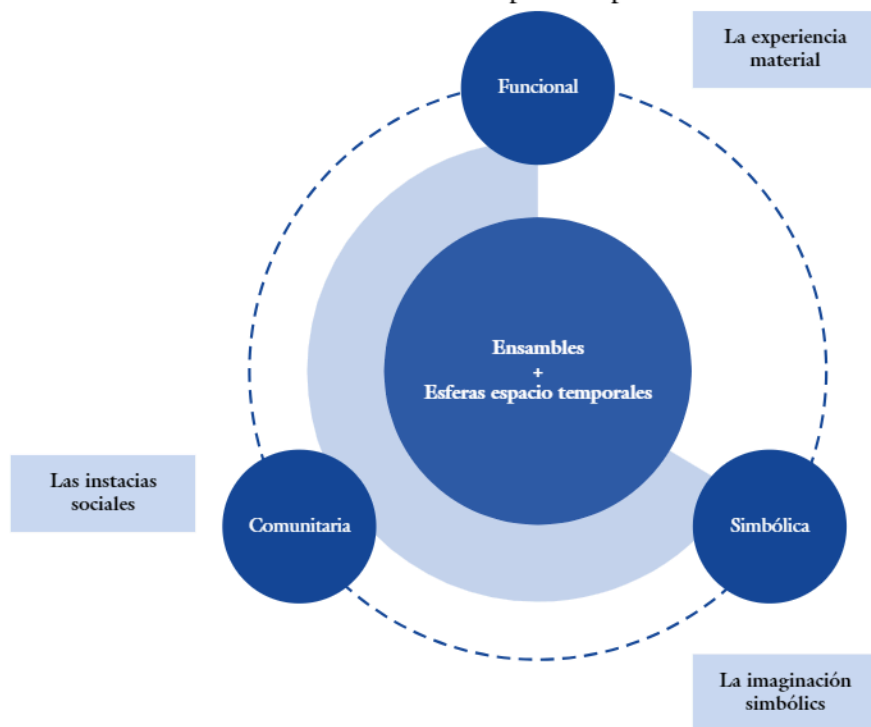 La experiencia
material
Funcional
Ensambles
+
Esferas espacio temporales
Las instacias
sociales
Comunitaria
Simbólica
La imaginación
simbólics